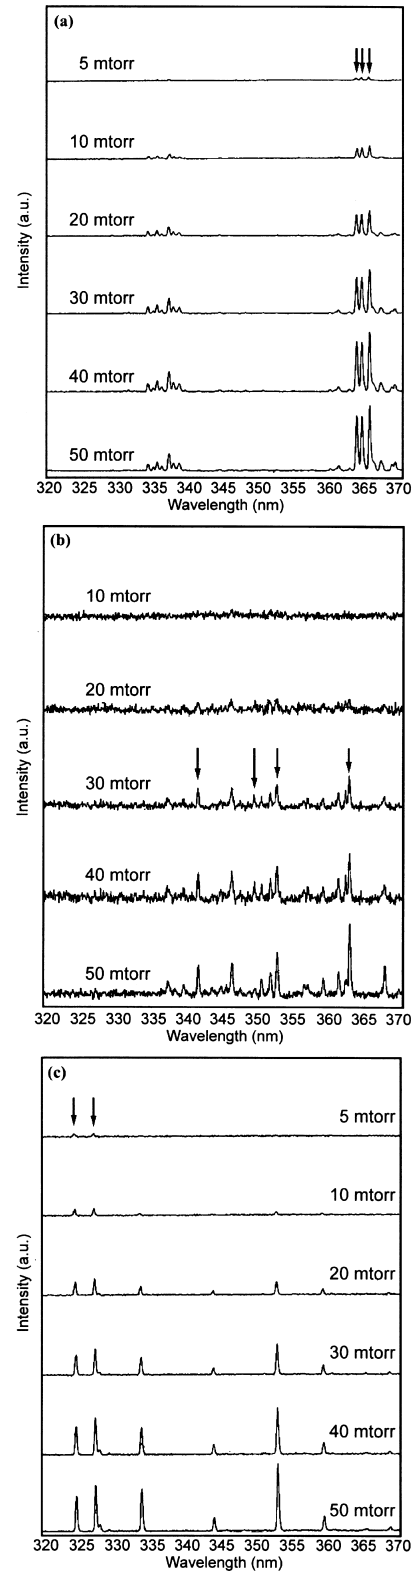 (a)
5 mtorr
10 mtorr
20 mtorr
30 mtorr
40 mtorr
50 mtorr
Intensity (a.u.)
320 325 330 335 340 345 350 355 360 365 370
Wavelength (nm)
(b)
10 mtorr
20 mtorr
30 mtorr
40 mtorr
50 mtorr
Intensity (a.u.)
320 325 330 335 340 345 350 355 360 365 370
Wavelength (nm)
(c)
5 mtorr
10 mtorr
20 mtorr
30 mtorr
40 mtorr
50 mtorr
Intensity (a.u.)
320 325 330 335 340 345 350 355 360 365 370
Wavelength (nm)